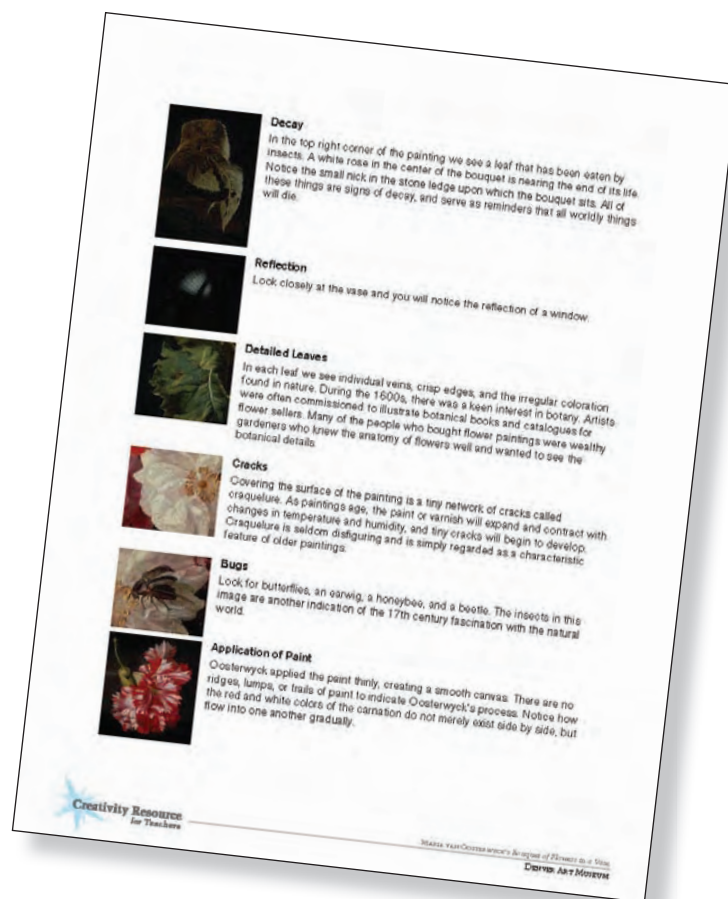 Decay
In the top right corner of the painting we see a leaf that has been eaten by
insects. A white rose in the center of the bouquet is nearing the end of its life.
Notice the small nick in the stone ledge upon which the bouquet sits. All of
these things are signs of decay, and serve as reminders that all worldly things
will die.
Reflection
Look closely at the vase and you will notice the reflection of a window.
Detailed Leaves
In each leaf we see individual veins, crisp edges, and the irregular coloration
found in nature. During the 1600s, there was a keen interest in botany. Artists
were often commissioned to illustrate botanical books and catalogues for
flower sellers. Many of the people who bought flower paintings were wealthy
gardeners who knew the anatomy of flowers well and wanted to see the
botanical details.
Cracks
Covering the surface of the painting is a tiny network of cracks called
craquelure. As paintings age, the paint or varnish will expand and contract with
changes in temperature and humidity, and tiny cracks will begin to develop.
Craquelure is seldom disfiguring and is simply regarded as a characteristic
feature of older paintings.
Bugs
Look for butterflies, an earwig, a honeybee, and a beetle. The insects in this
image are another indication of the 17th century fascination with the natural
world.
Application of Paint
Oosterwyck applied the paint thinly, creating a smooth canvas. There are no
ridges, lumps, or trails of paint to indicate Oosterwyck's process. Notice how
the red and white colors of the carnation do not merely exist side by side, but
flow into one another gradually.
Creativity Resource
for Teachers
Maria van Oosterwyck's Bouquet of Flowers in a Vase
Denver Art Museum